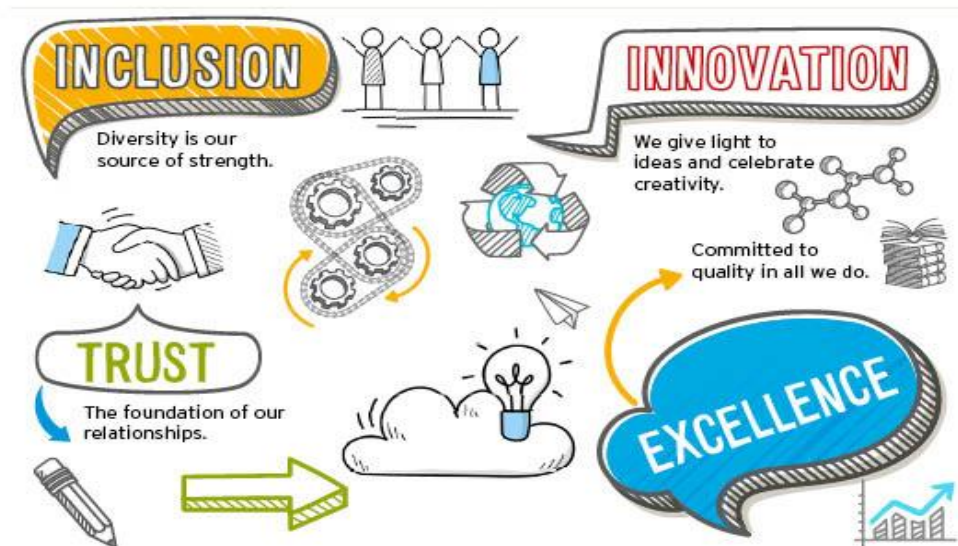 INCLUSION
Diversity is our
source of strength.
INNOVATION
We give light to
ideas and celebrate
creativity.
TRUST
The foundation of our
relationships.
Committed to
quality in all we do.
EXCELLENCE